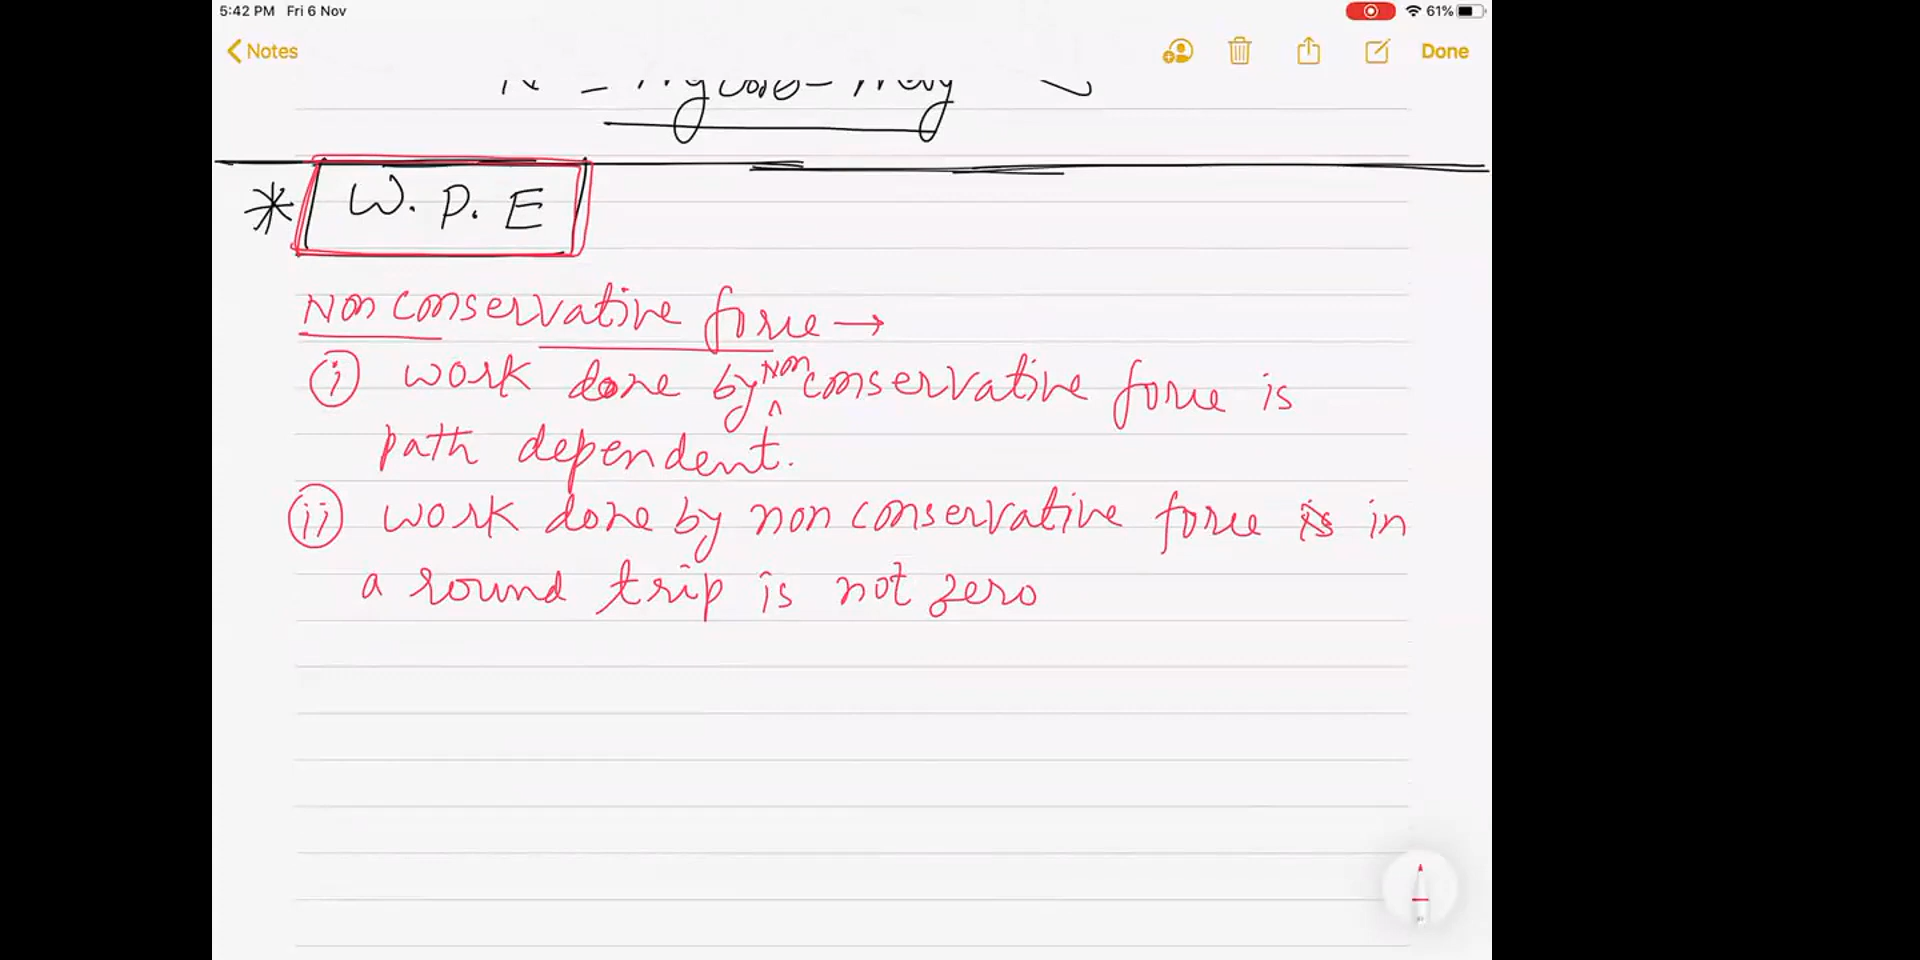 5:42 PM Fri 6 Nov 61%
Notes Done
* W. P. E
Non conservative force →
(i) work done by Non conservative force is
path dependent.
(ii) work done by non conservative force is in
a round trip is not zero